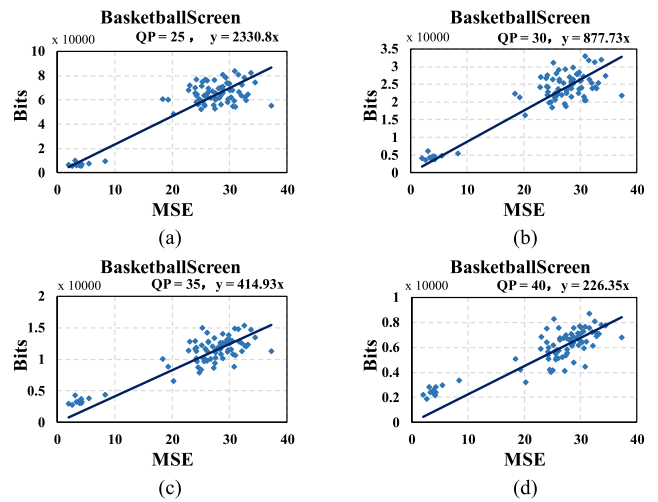 BasketballScreen
x 10000
QP = 25 ,  y = 2330.8x
10
8
6
4
2
0
Bits
0 10 20 30 40
MSE
(a)
BasketballScreen
x 10000
QP = 30, y = 877.73x
3.5
3
2.5
2
1.5
1
0.5
0
Bits
0 10 20 30 40
MSE
(b)
BasketballScreen
x 10000
QP = 35, y = 414.93x
2
1.5
1
0.5
0
Bits
0 10 20 30 40
MSE
(c)
BasketballScreen
x 10000
QP = 40, y = 226.35x
1
0.8
0.6
0.4
0.2
0
Bits
0 10 20 30 40
MSE
(d)